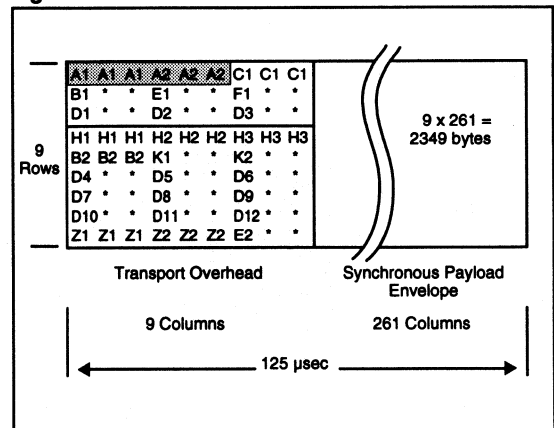 A1 A1 A1 A2 A2 A2 C1 C1 C1
B1 * * E1 * * F1 * *
D1 * * D2 * * D3 * *
H1 H1 H1 H2 H2 H2 H3 H3 H3
B2 B2 B2 K1 * * K2 * *
D4 * * D5 * * D6 * *
D7 * * D8 * * D9 * *
D10 * * D11 * * D12 * *
Z1 Z1 Z1 Z2 Z2 Z2 E2 * *
9
Rows
9 x 261 =
2349 bytes
Transport Overhead
Synchronous Payload
Envelope
9 Columns
261 Columns
125 µsec